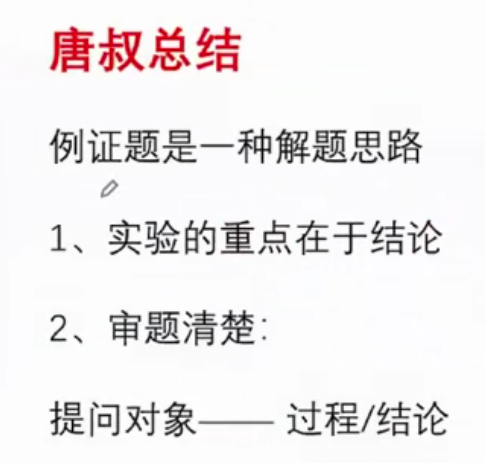 唐叔总结
例证题是一种解题思路
1、实验的重点在于结论
2、审题清楚：
提问对象—— 过程/结论